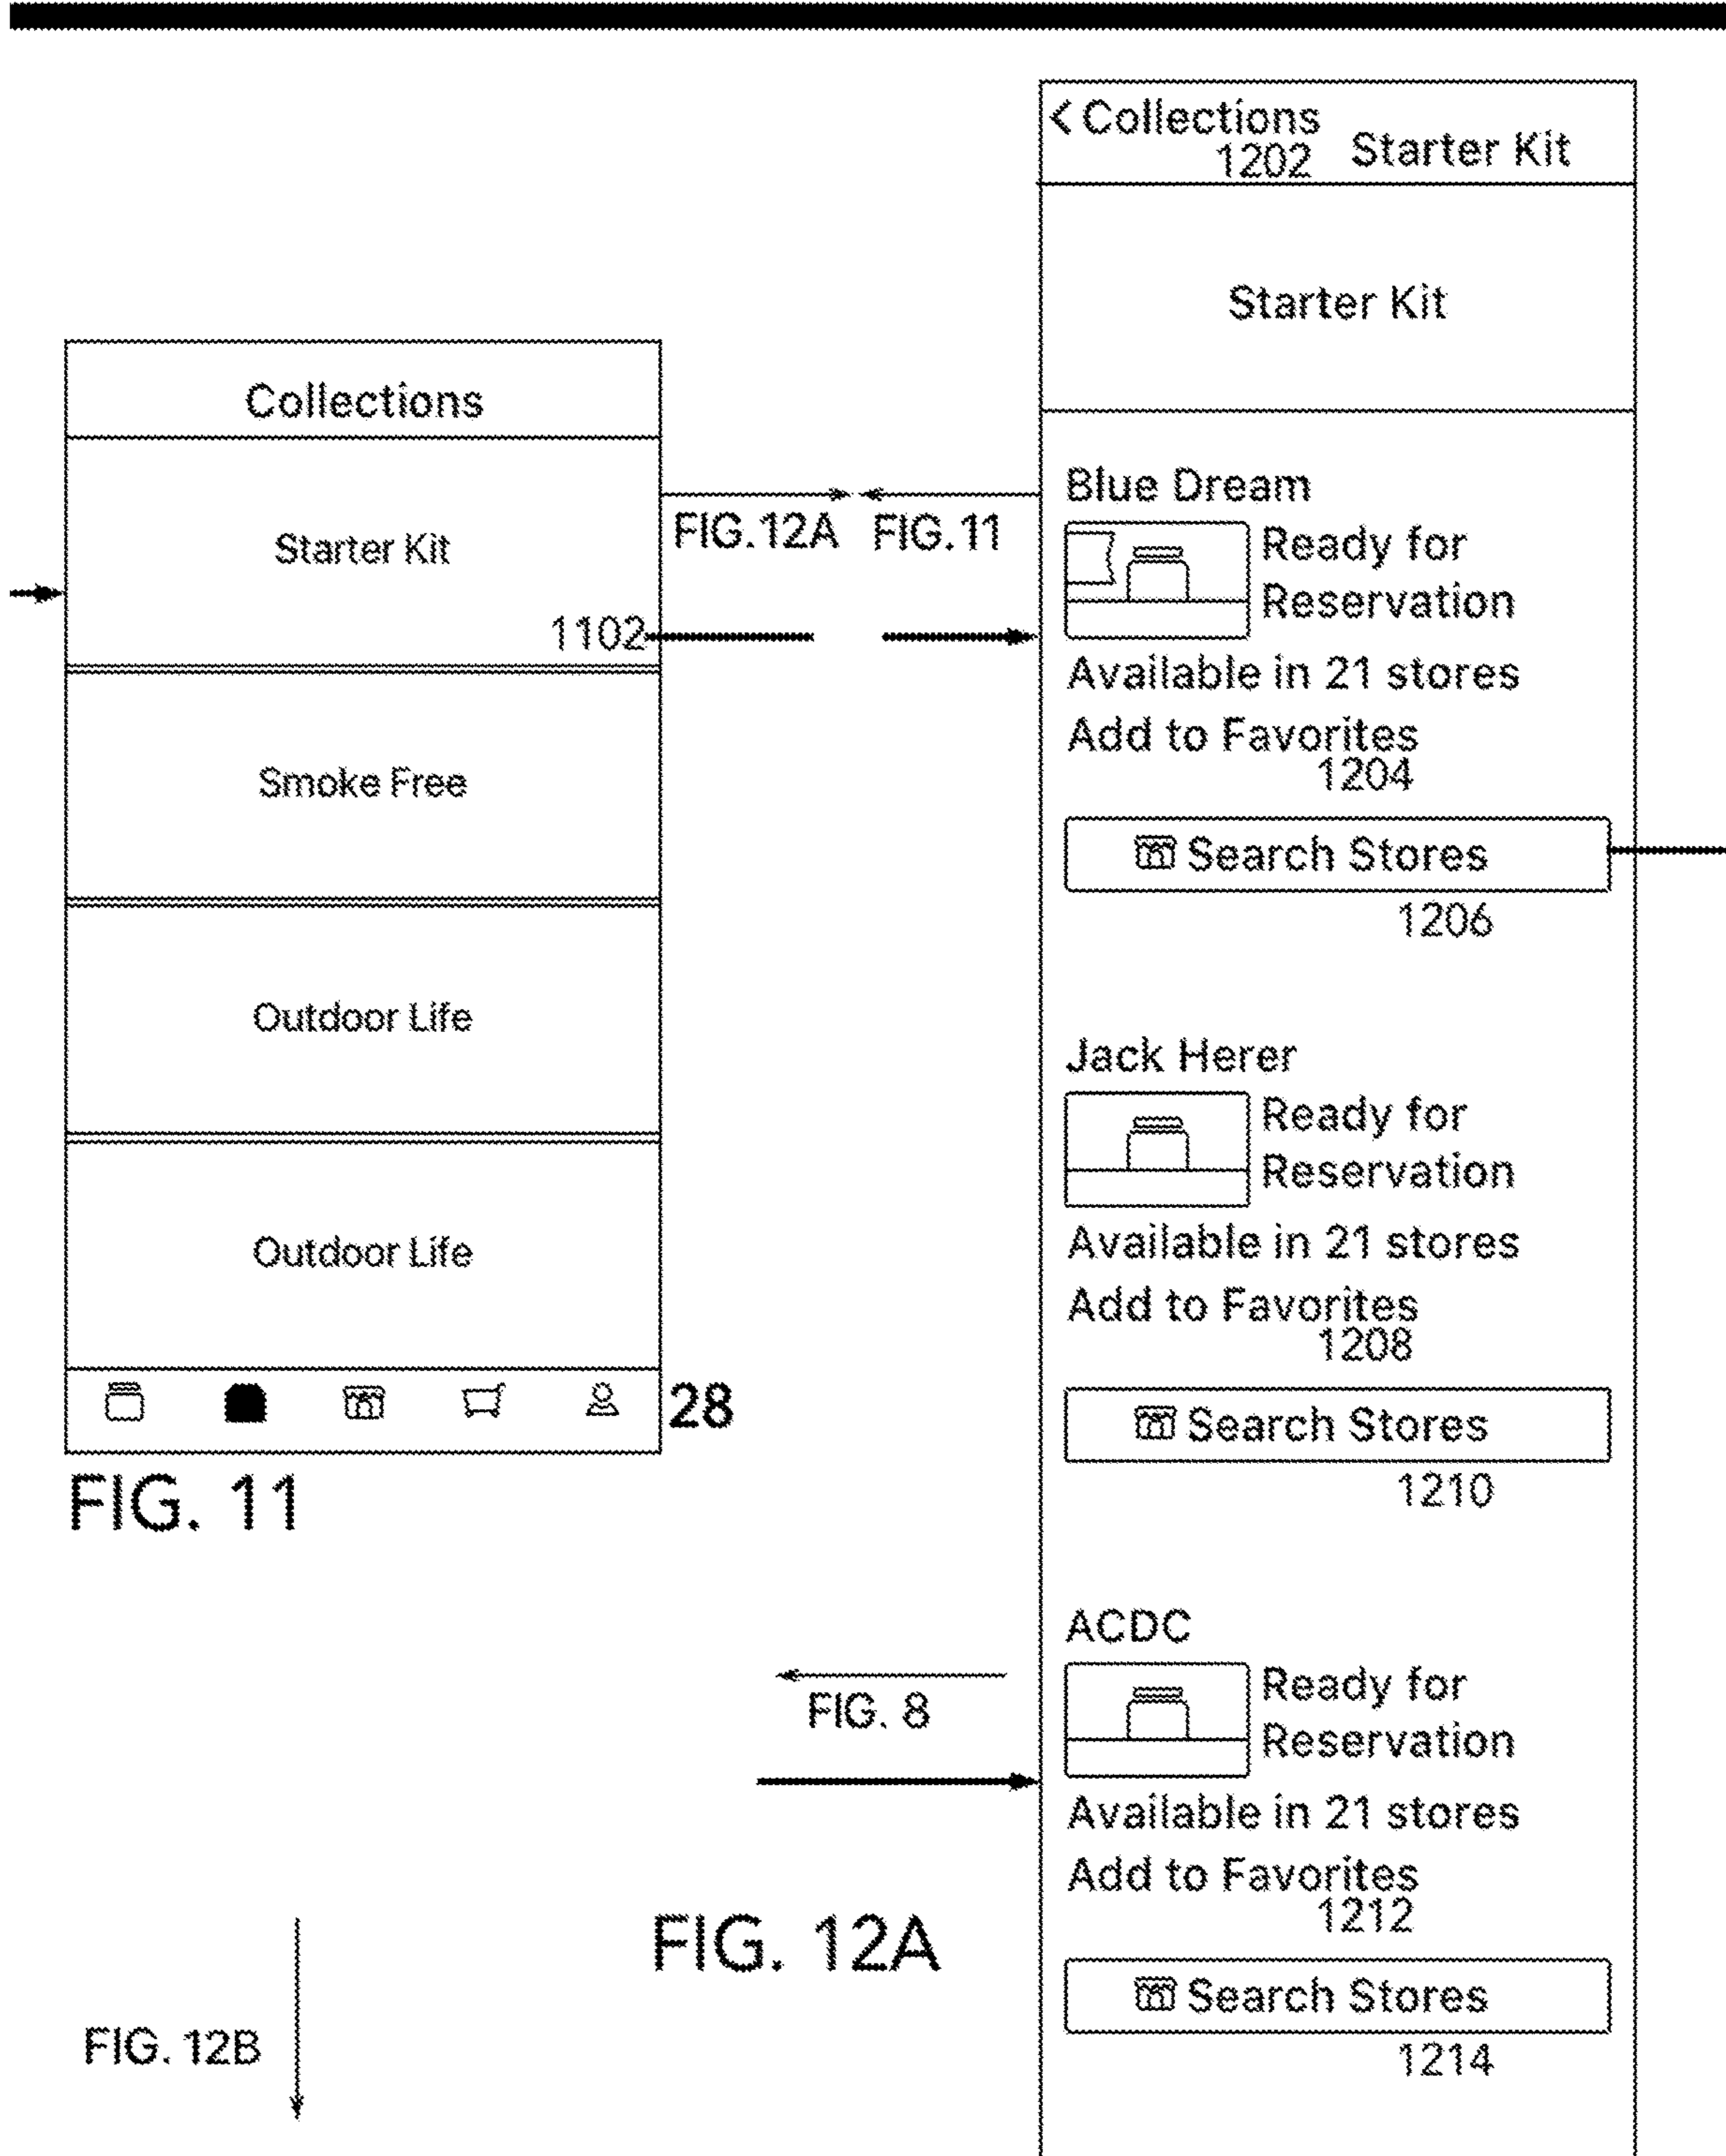 Collections
Starter Kit
1102
Smoke Free
Outdoor Life
Outdoor Life
28
FIG. 11
FIG.12A
FIG.11
< Collections
1202
Starter Kit
Starter Kit
Blue Dream
Ready for
Reservation
Available in 21 stores
Add to Favorites
1204
Search Stores
1206
Jack Herer
Ready for
Reservation
Available in 21 stores
Add to Favorites
1208
Search Stores
1210
ACDC
Ready for
Reservation
Available in 21 stores
Add to Favorites
1212
Search Stores
1214
FIG. 8
FIG. 12A
FIG. 12B